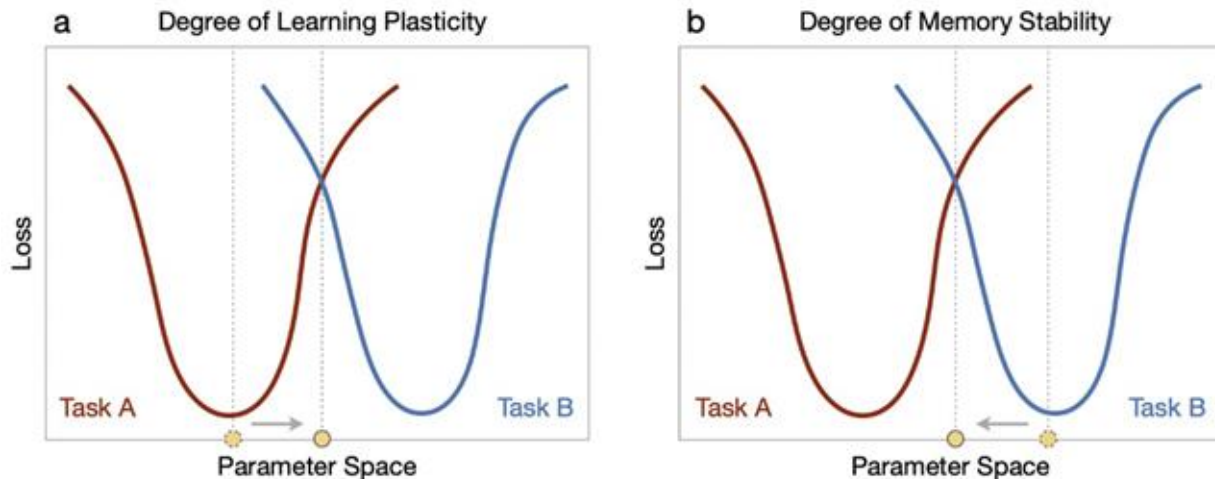 a Degree of Learning Plasticity
Loss
Task A
Task B
Parameter Space
b Degree of Memory Stability
Loss
Task A
Task B
Parameter Space